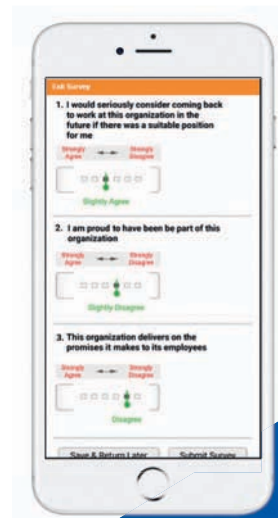 Exit Survey
1. I would seriously consider coming back
to work at this organization in the
future if there was a suitable position
for me
Strongly Strongly
Agree Disagree
Slightly Agree
2. I am proud to have been be part of this
organization
Strongly Strongly
Agree Disagree
Slightly Disagree
3. This organization delivers on the
promises it makes to its employees
Strongly Strongly
Agree Disagree
Disagree
Save & Return Later Submit Survey